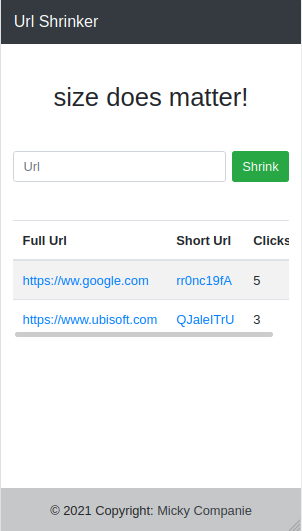 Url Shrinker
size does matter!
Url Shrink
Full Url Short Url Clicks
https://ww.google.com rr0nc19fA 5
https://www.ubisoft.com QJaleITrU 3
© 2021 Copyright: Micky Companie